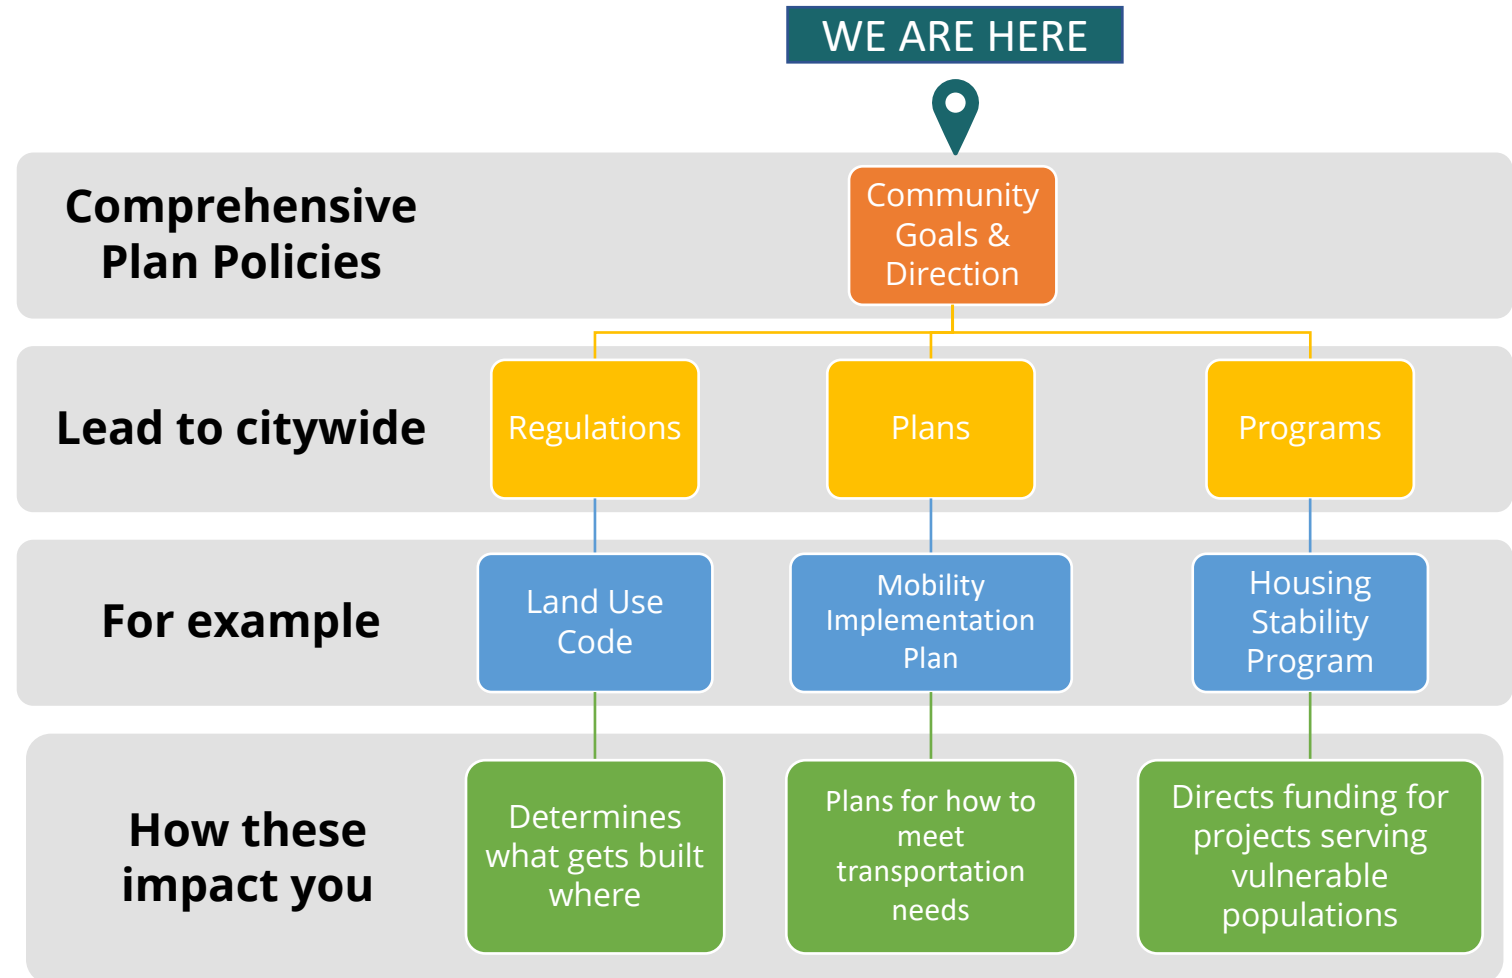 WE ARE HERE
Comprehensive
Plan Policies
Community
Goals &
Direction
Lead to citywide
Regulations
Plans
Programs
For example
Land Use
Code
Mobility
Implementation
Plan
Housing
Stability
Program
How these
impact you
Determines
what gets built
where
Plans for how to
meet
transportation
needs
Directs funding for
projects serving
vulnerable
populations